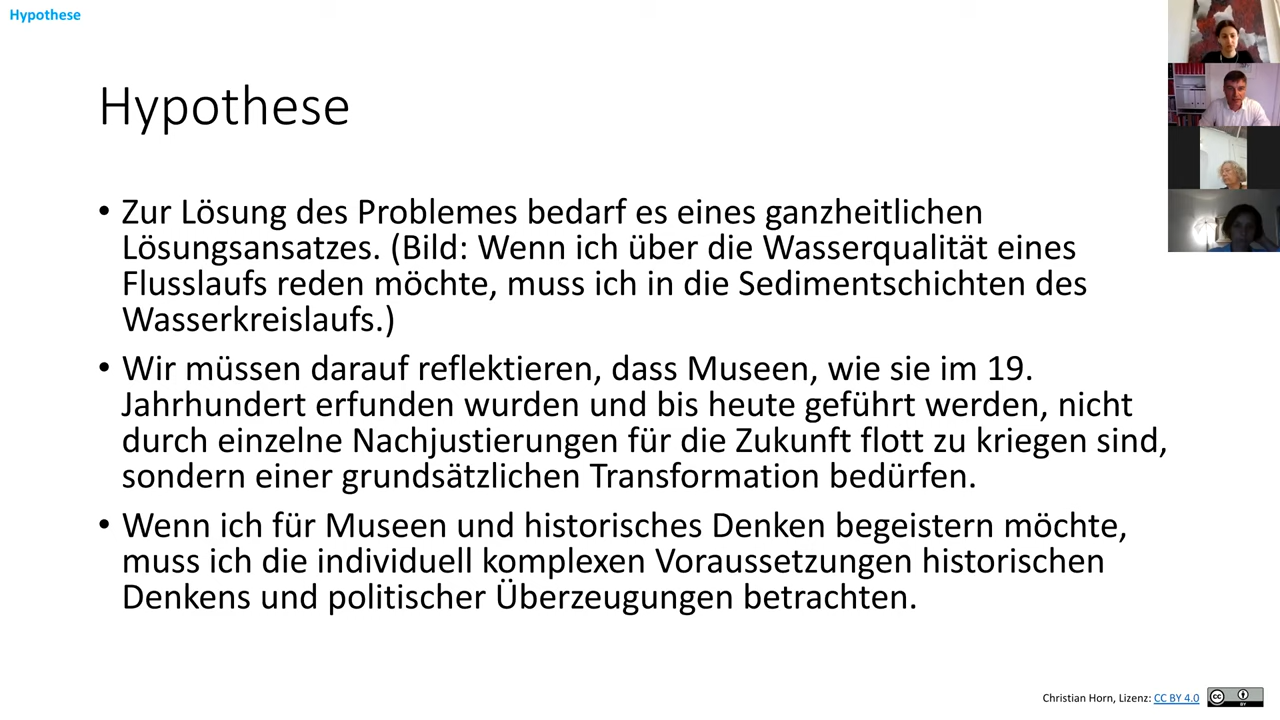 Hypothese
Hypothese
• Zur Lösung des Problemes bedarf es eines ganzheitlichen
Lösungsansatzes. (Bild: Wenn ich über die Wasserqualität eines
Flusslaufs reden möchte, muss ich in die Sedimentschichten des
Wasserkreislaufs.)
• Wir müssen darauf reflektieren, dass Museen, wie sie im 19.
Jahrhundert erfunden wurden und bis heute geführt werden, nicht
durch einzelne Nachjustierungen für die Zukunft flott zu kriegen sind,
sondern einer grundsätzlichen Transformation bedürfen.
• Wenn ich für Museen und historisches Denken begeistern möchte,
muss ich die individuell komplexen Voraussetzungen historischen
Denkens und politischer Überzeugungen betrachten.
Christian Horn, Lizenz: CC BY 4.0
cc BY